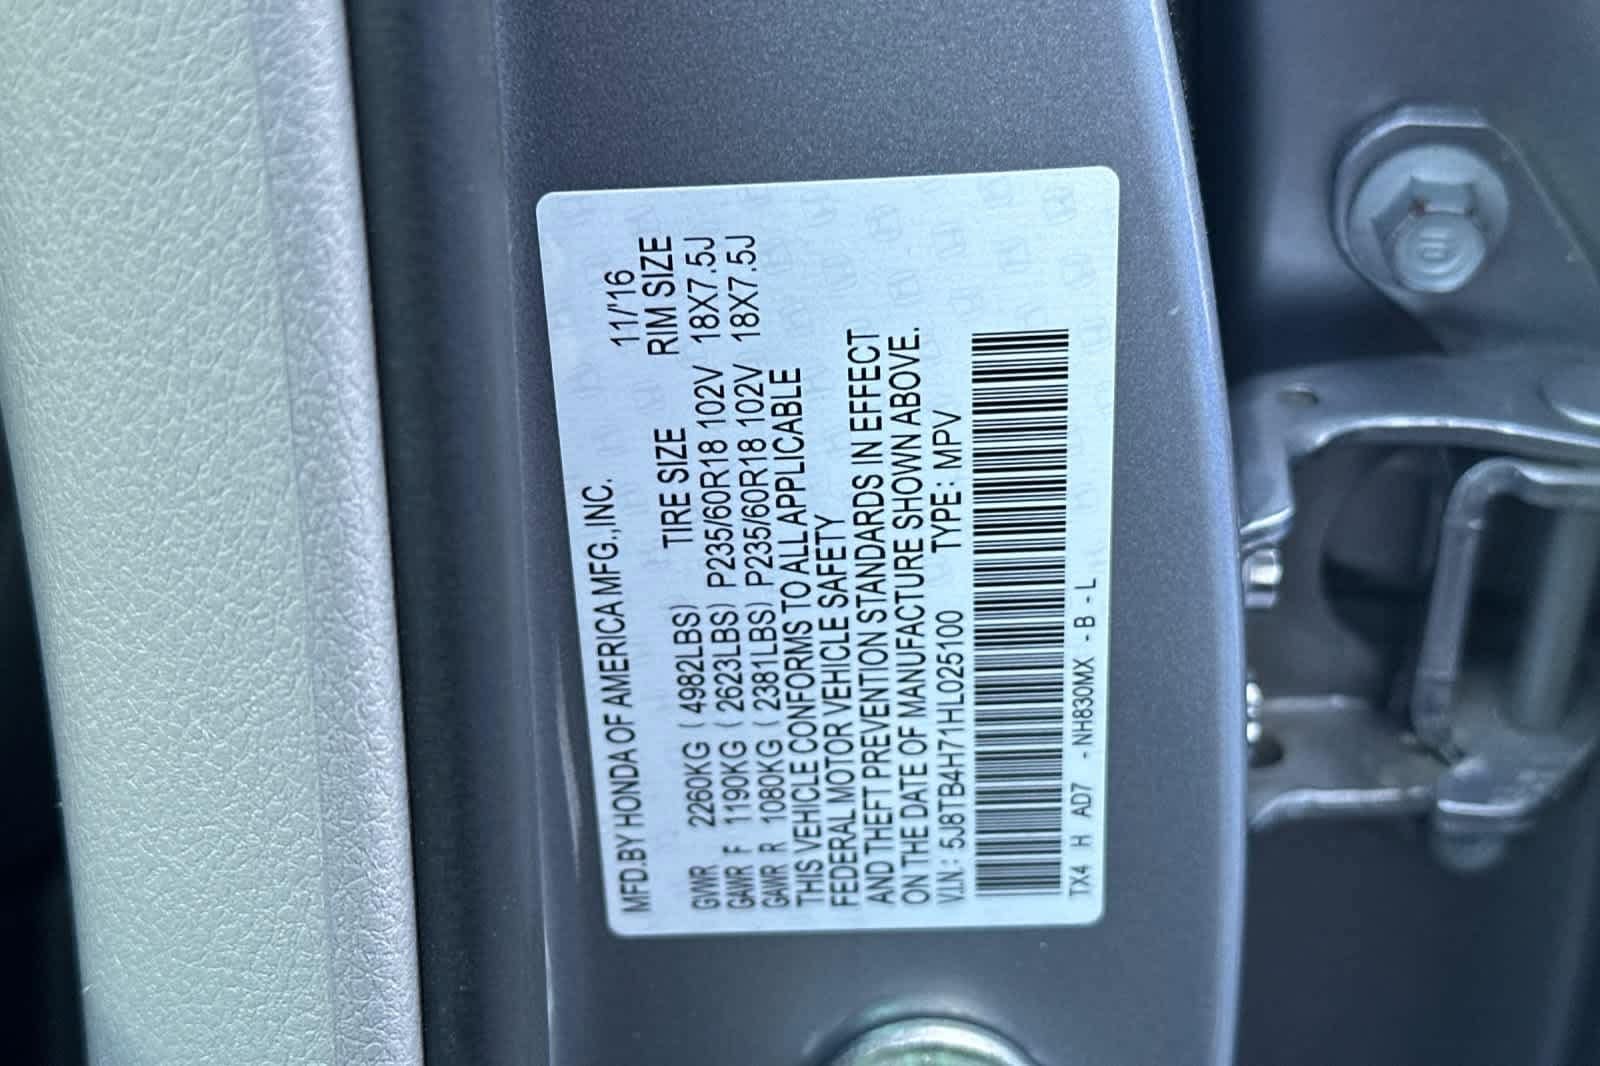 MFD.BY HONDA OF AMERICA MFG.,INC. 11/'16
TIRE SIZE RIM SIZE
GVWR 2260KG ( 4982LBS)
GAWR F 1190KG ( 2623LBS) P235/60R18 102V 18X7.5J
GAWR R 1080KG ( 2381LBS) P235/60R18 102V 18X7.5J
THIS VEHICLE CONFORMS TO ALL APPLICABLE
FEDERAL MOTOR VEHICLE SAFETY
AND THEFT PREVENTION STANDARDS IN EFFECT
ON THE DATE OF MANUFACTURE SHOWN ABOVE.
V.I.N: 5J8TB4H71HL025100 TYPE: MPV
TX4 H AD7 -NH830MX -B-L